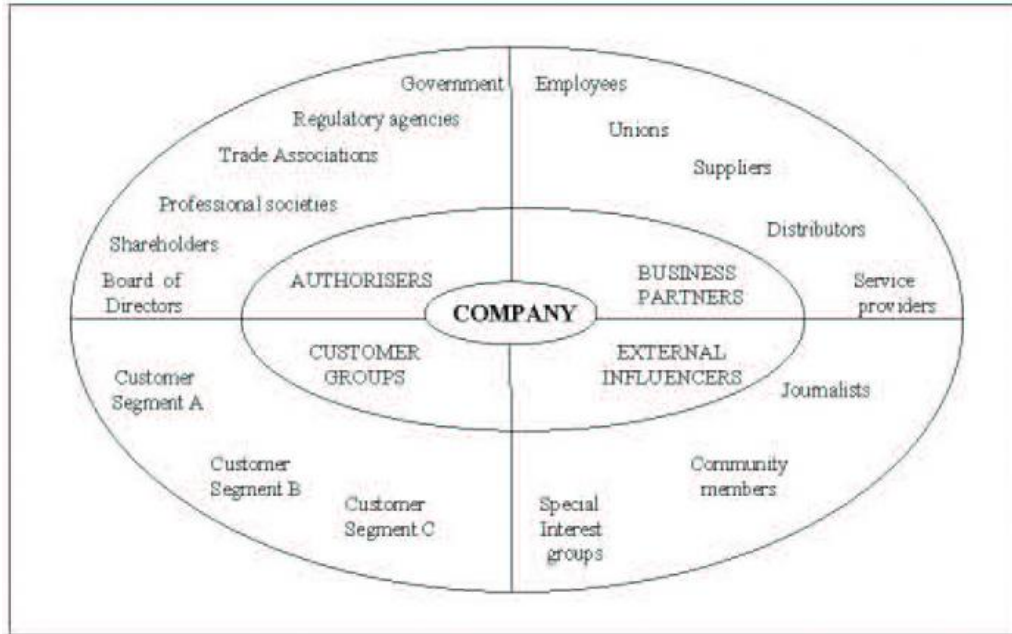 Government
Employees
Regulatory agencies
Unions
Trade Associations
Suppliers
Professional societies
Distributors
Shareholders
Board of
Directors
AUTHORISERS
BUSINESS
PARTNERS
Service
providers
COMPANY
CUSTOMER
GROUPS
EXTERNAL
INFLUENCERS
Customer
Segment A
Journalists
Customer
Segment B
Community
members
Customer
Segment C
Special
Interest
groups